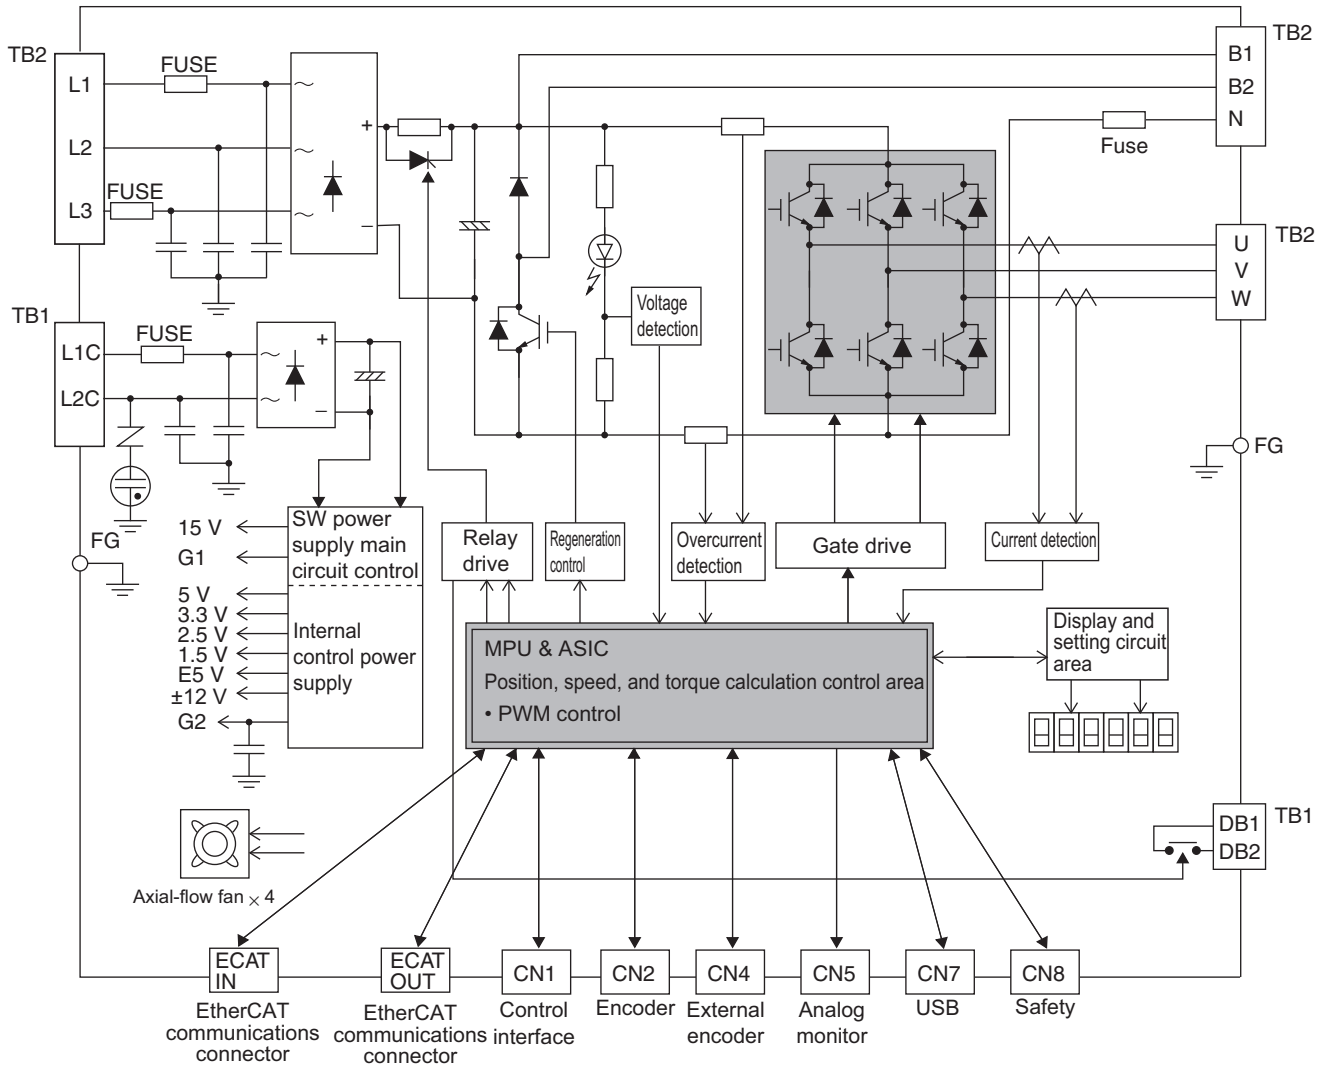 TB2
L1
FUSE
L2
FUSE
L3
TB1
L1C
FUSE
L2C
+
−
+
−
TB2
B1
B2
N
Fuse
TB2
U
V
W
Voltage
detection
FG
FG
15 V
G1
5 V
3.3 V
2.5 V
1.5 V
E5 V
±12 V
G2
SW power
supply main
circuit control
Internal
control power
supply
Relay
drive
Regeneration
control
Overcurrent
detection
Gate drive
Current detection
MPU & ASIC
Position, speed, and torque calculation control area
• PWM control
Display and
setting circuit
area
Axial-flow fan × 4
TB1
DB1
DB2
ECAT
IN
EtherCAT
communications
connector
ECAT
OUT
EtherCAT
communications
connector
CN1
Control
interface
CN2
Encoder
CN4
External
encoder
CN5
Analog
monitor
CN7
USB
CN8
Safety